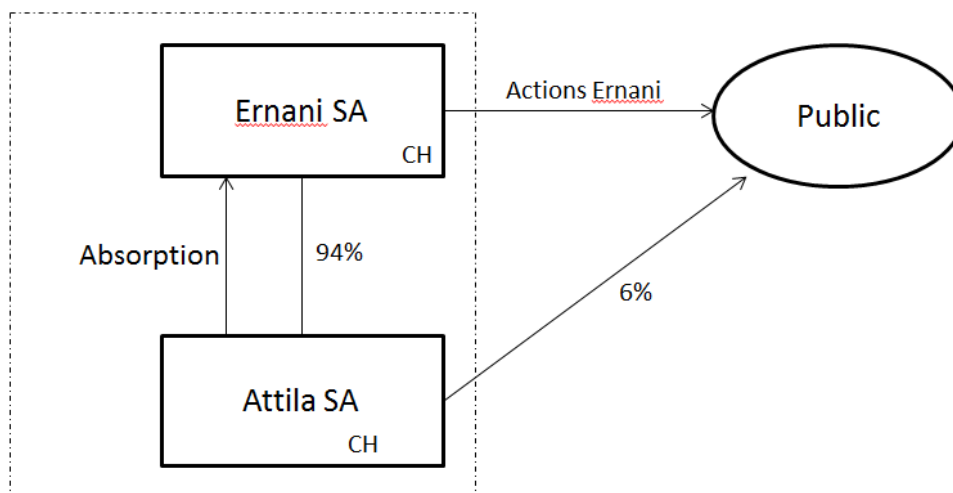 Ernani SA
CH
Actions Ernani
Public
Absorption
94%
6%
Attila SA
CH